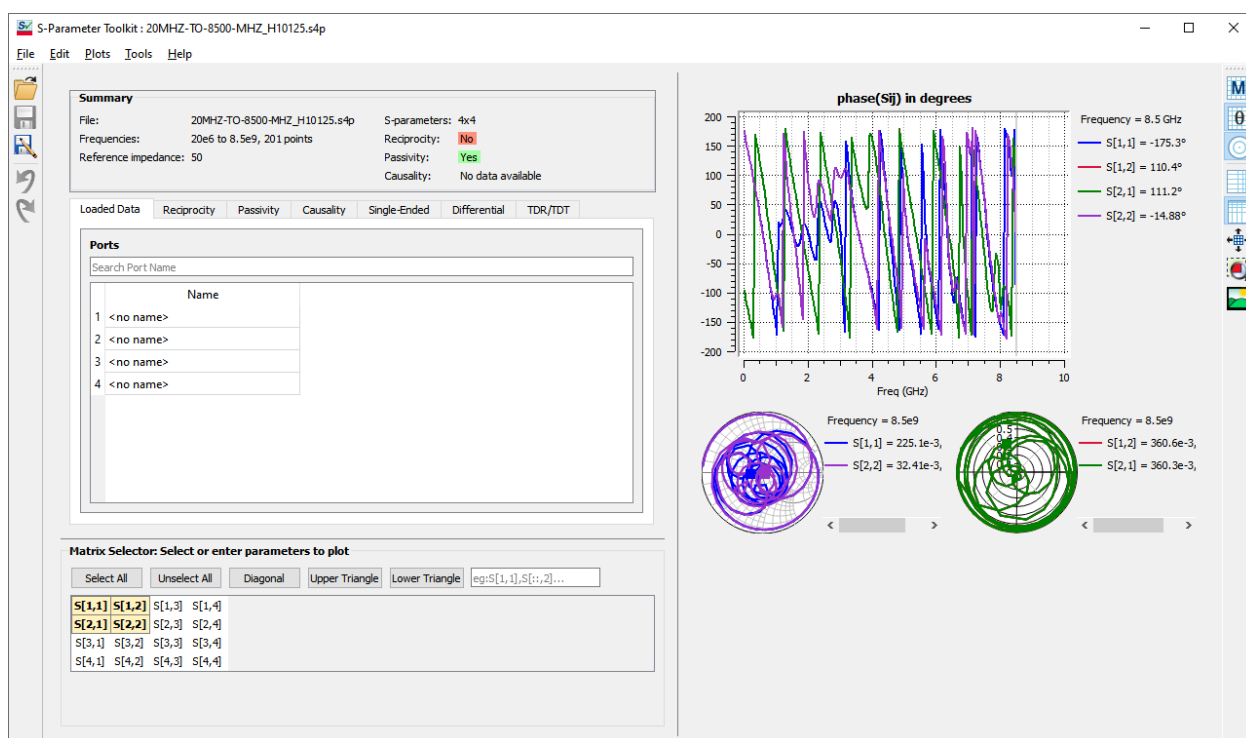 S-Parameter Toolkit : 20MHZ-TO-8500-MHZ_H10125.s4p
File Edit Plots Tools Help
Summary
File: 20MHZ-TO-8500-MHZ_H10125.s4p S-parameters: 4x4
Frequencies: 20e6 to 8.5e9, 201 points Reciprocity: No
Reference impedance: 50 Passivity: Yes
Causality: No data available
Loaded Data Reciprocity Passivity Causality Single-Ended Differential TDR/TDT
Ports
Search Port Name
Name
1 <no name>
2 <no name>
3 <no name>
4 <no name>
Matrix Selector: Select or enter parameters to plot
Select All Unselect All Diagonal Upper Triangle Lower Triangle eg:S[1,1],S[::,2]...
S[1,1] S[1,2] S[1,3] S[1,4]
S[2,1] S[2,2] S[2,3] S[2,4]
S[3,1] S[3,2] S[3,3] S[3,4]
S[4,1] S[4,2] S[4,3] S[4,4]
phase(Sij) in degrees
200
150
100
50
0
-50
-100
-150
-200
0 2 4 6 8 10
Freq (GHz)
Frequency = 8.5 GHz
S[1,1] = -175.3°
S[1,2] = 110.4°
S[2,1] = 111.2°
S[2,2] = -14.88°
Frequency = 8.5e9
S[1,1] = 225.1e-3,
S[2,2] = 32.41e-3,
0.5
Frequency = 8.5e9
S[1,2] = 360.6e-3,
S[2,1] = 360.3e-3,
M
θ